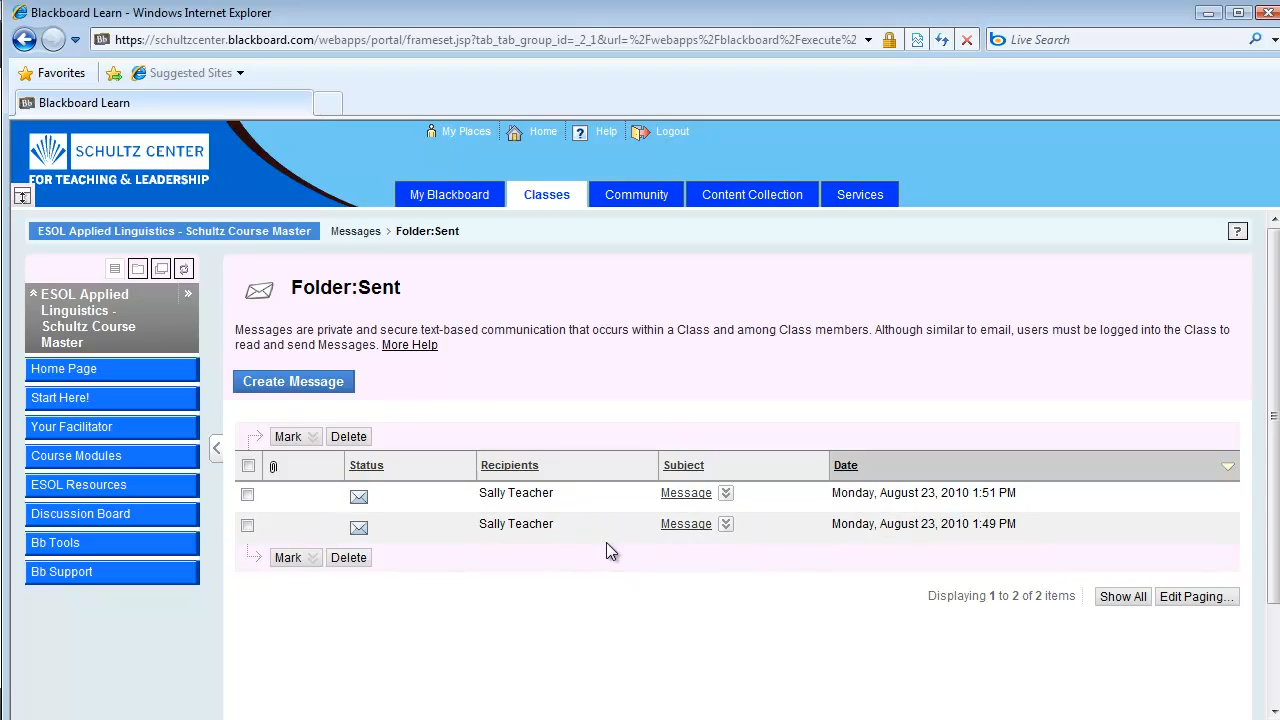 Blackboard Learn - Windows Internet Explorer
https://schultzcenter.blackboard.com/webapps/portal/frameset.jsp?tab_tab_group_id=_2_1&url=%2Fwebapps%2Fblackboard%2Fexecute%2
Live Search
Favorites
Suggested Sites
Blackboard Learn
My Places
Home
Help
Logout
SCHULTZ CENTER
FOR TEACHING & LEADERSHIP
My Blackboard
Classes
Community
Content Collection
Services
ESOL Applied Linguistics - Schultz Course Master
Messages > Folder:Sent
?
ESOL Applied
Linguistics -
Schultz Course
Master
Home Page
Start Here!
Your Facilitator
Course Modules
ESOL Resources
Discussion Board
Bb Tools
Bb Support
Folder:Sent
Messages are private and secure text-based communication that occurs within a Class and among Class members. Although similar to email, users must be logged into the Class to
read and send Messages. More Help
Create Message
Mark Delete
Status Recipients Subject Date
Sally Teacher Message Monday, August 23, 2010 1:51 PM
Sally Teacher Message Monday, August 23, 2010 1:49 PM
Mark Delete
Displaying 1 to 2 of 2 items Show All Edit Paging...